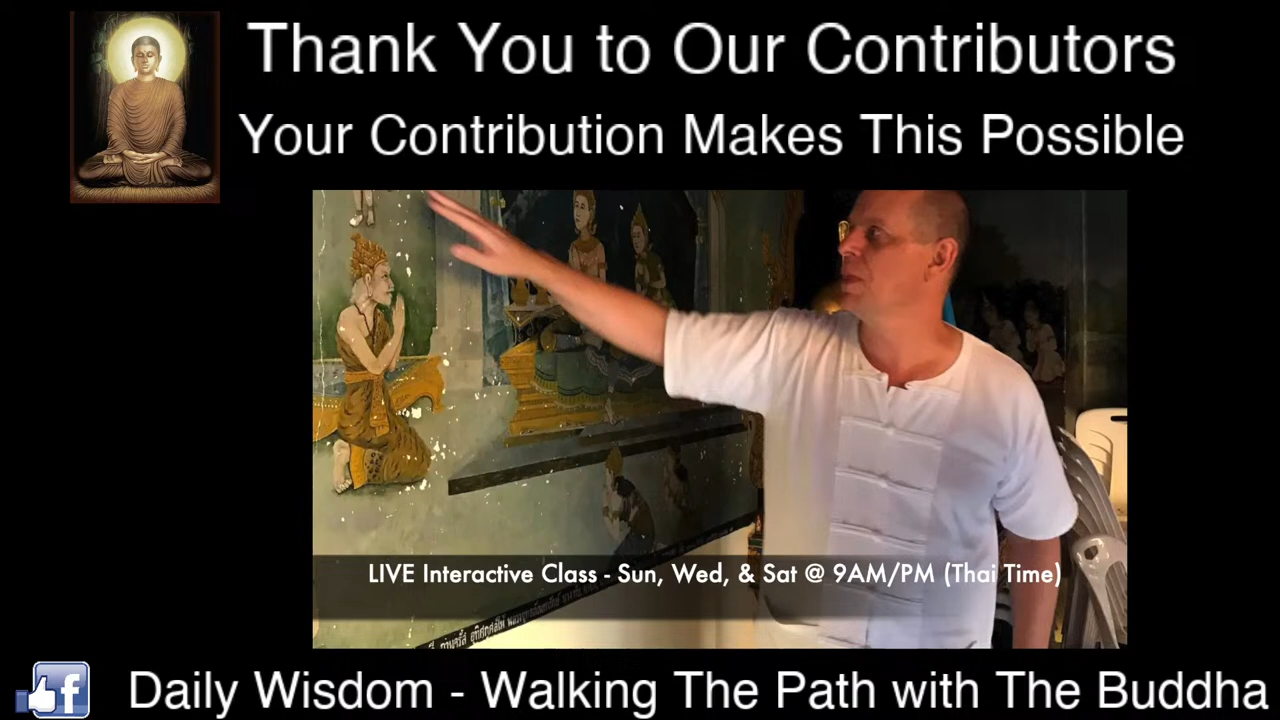 Thank You to Our Contributors
Your Contribution Makes This Possible
LIVE Interactive Class - Sun, Wed, & Sat @ 9AM/PM (Thai Time)
Daily Wisdom - Walking The Path with The Buddha